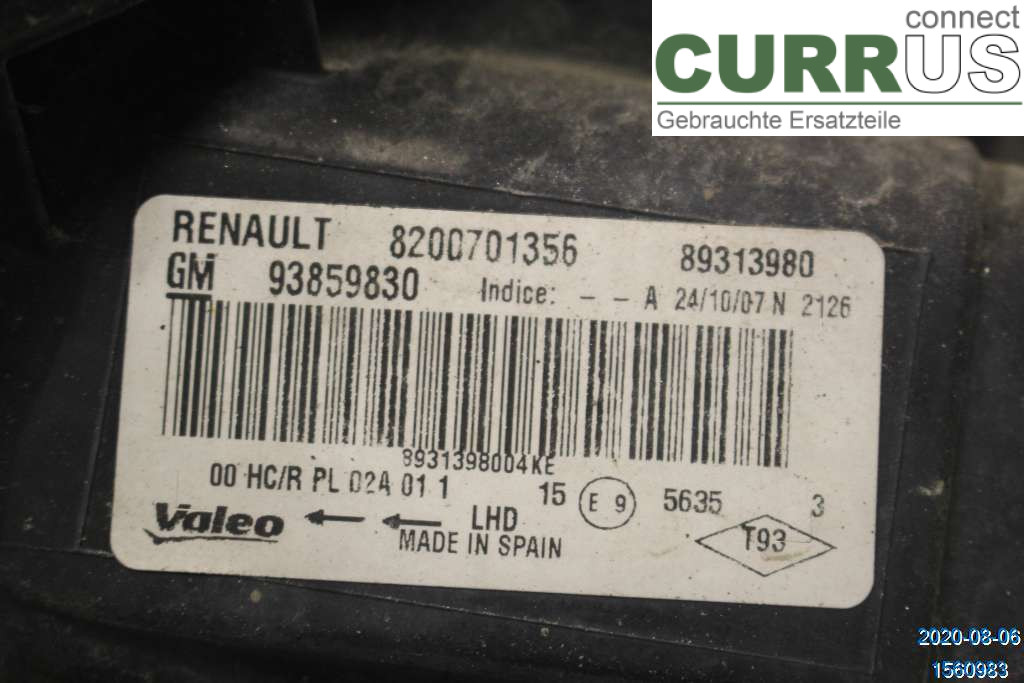 connect
CURRUS
Gebrauchte Ersatzteile
RENAULT 8200701356 89313980
GM 93859830 Indice: - - A 24/10/07 N 2126
8931398004KE
00 HC/R PL 02A 01 1 15 E 9 5635 3
Valeo LHD T93
MADE IN SPAIN
2020-08-06
1560983